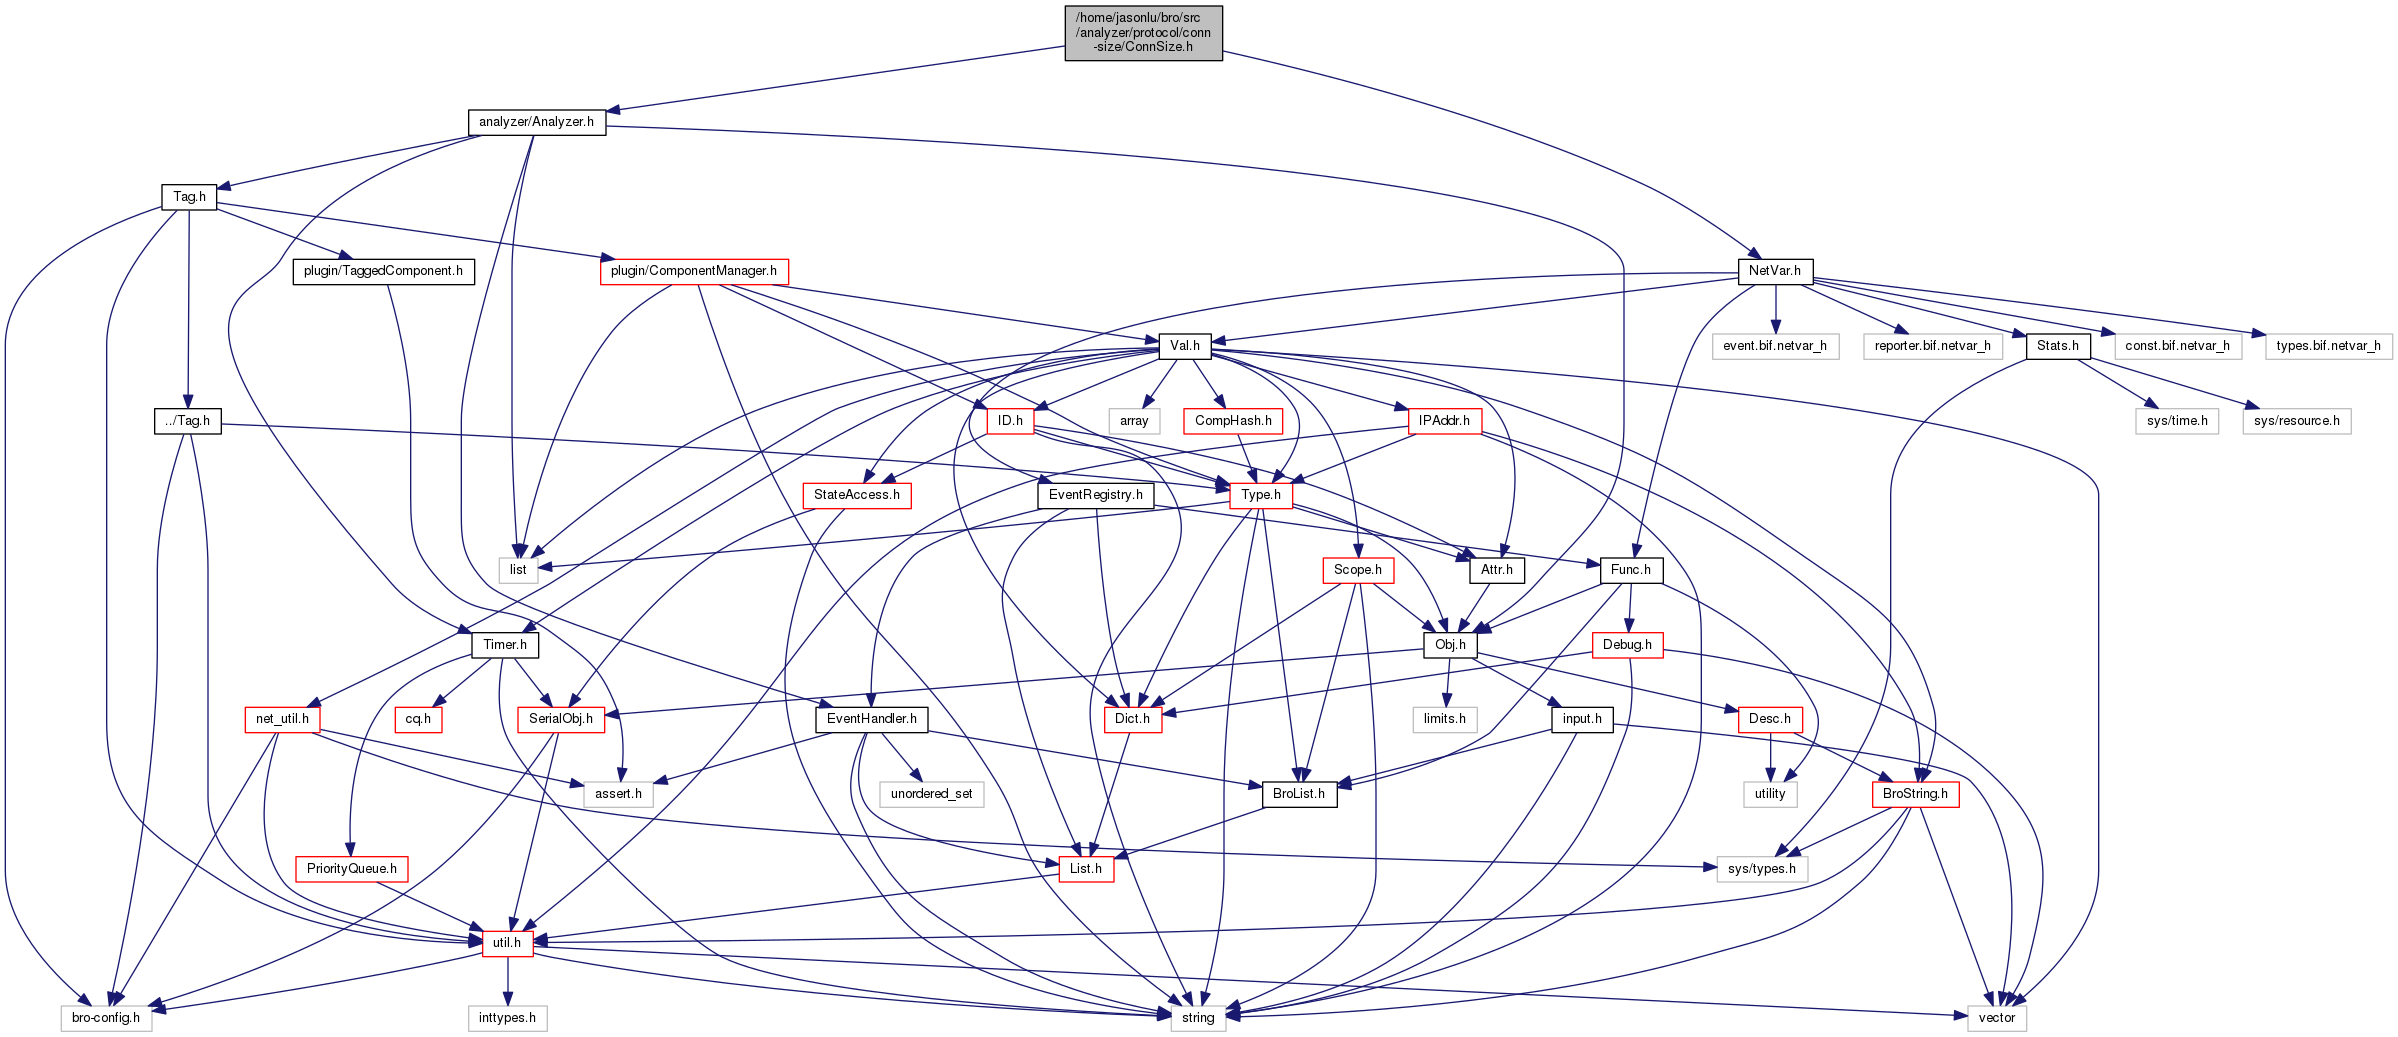 /home/jasonlu/bro/src
/analyzer/protocol/conn
-size/ConnSize.h
analyzer/Analyzer.h
Tag.h
plugin/TaggedComponent.h
plugin/ComponentManager.h
NetVar.h
Val.h
event.bif.netvar_h
reporter.bif.netvar_h
Stats.h
const.bif.netvar_h
types.bif.netvar_h
../Tag.h
ID.h
array
CompHash.h
IPAddr.h
sys/time.h
sys/resource.h
StateAccess.h
EventRegistry.h
Type.h
list
Scope.h
Attr.h
Func.h
Timer.h
Obj.h
Debug.h
net_util.h
cq.h
SerialObj.h
EventHandler.h
Dict.h
limits.h
input.h
Desc.h
assert.h
unordered_set
BroList.h
utility
BroString.h
PriorityQueue.h
List.h
sys/types.h
util.h
bro-config.h
inttypes.h
string
vector